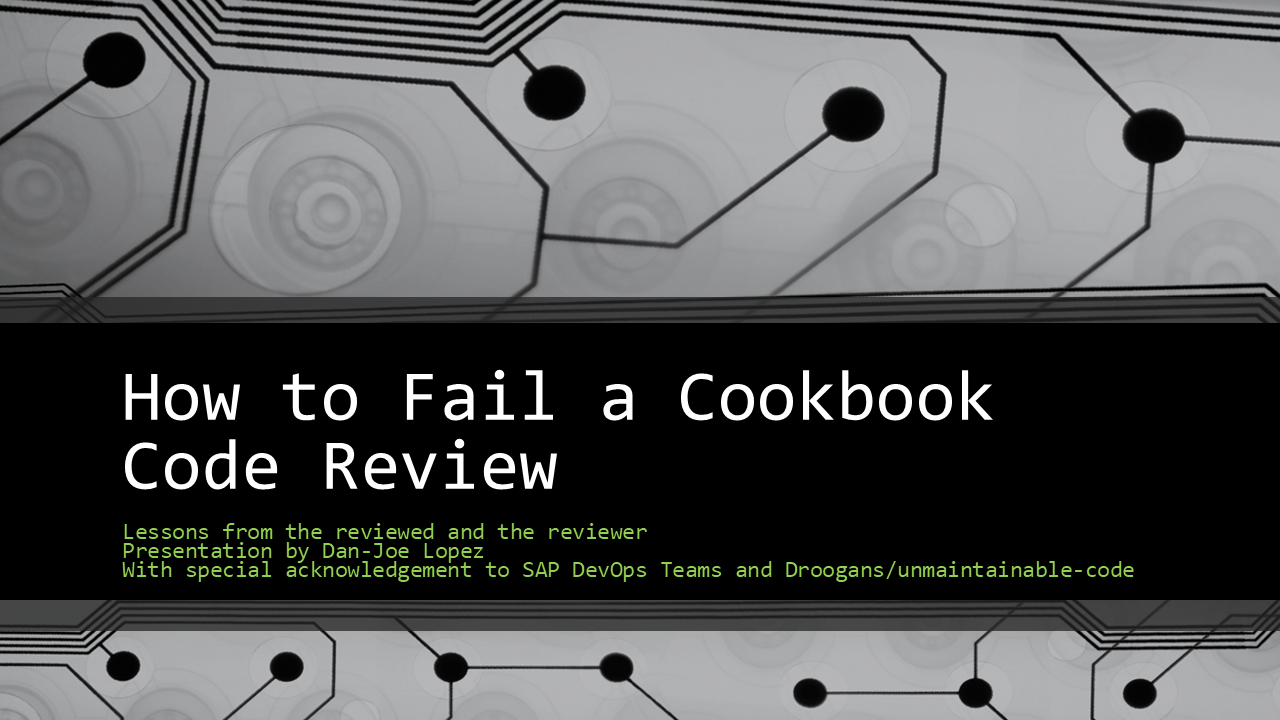 How to Fail a Cookbook
Code Review
Lessons from the reviewed and the reviewer
Presentation by Dan-Joe Lopez
With special acknowledgement to SAP DevOps Teams and Droogans/unmaintainable-code